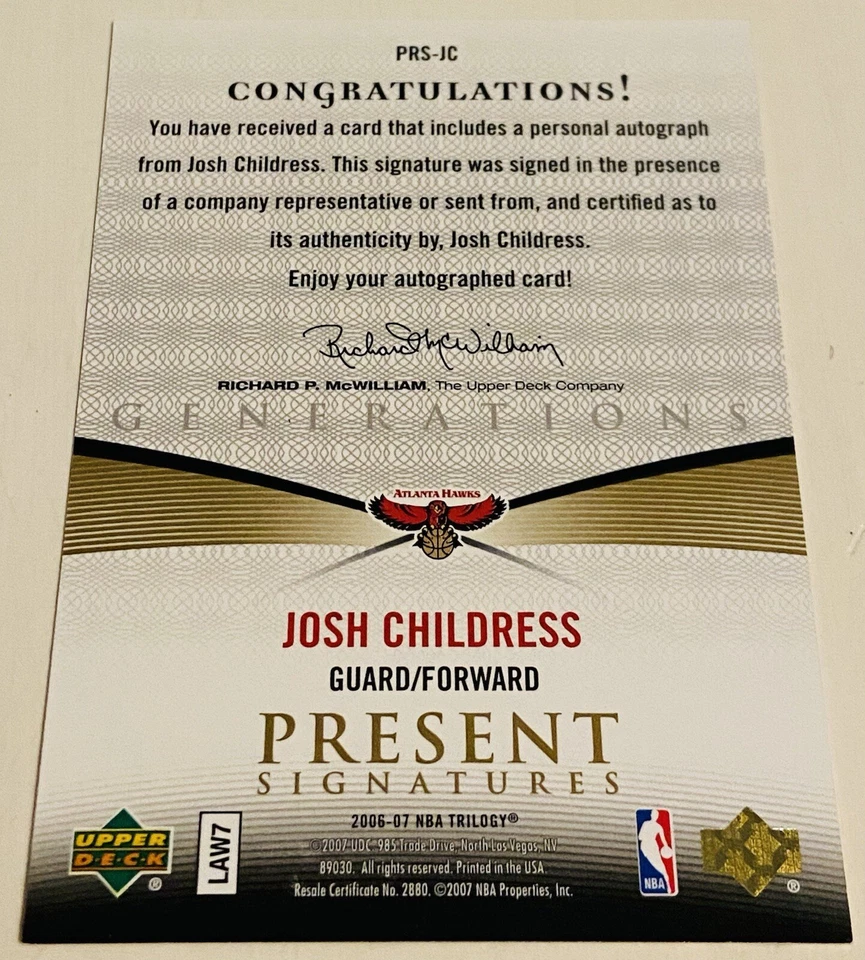 PRS-JC
CONGRATULATIONS!
You have received a card that includes a personal autograph
from Josh Childress. This signature was signed in the presence
of a company representative or sent from, and certified as to
its authenticity by, Josh Childress.
Enjoy your autographed card!
Richard McWilliam
RICHARD P. McWILLIAM, The Upper Deck Company
GENERATIONS
ATLANTA HAWKS
JOSH CHILDRESS
GUARD/FORWARD
PRESENT
SIGNATURES
UPPER
DECK
®
LAW7
2006-07 NBA TRILOGY®
©2007 UDC, 985 Trade Drive, North Las Vegas, NV
89030. All rights reserved. Printed in the USA.
Resale Certificate No. 2880. ©2007 NBA Properties, Inc.
NBA
®